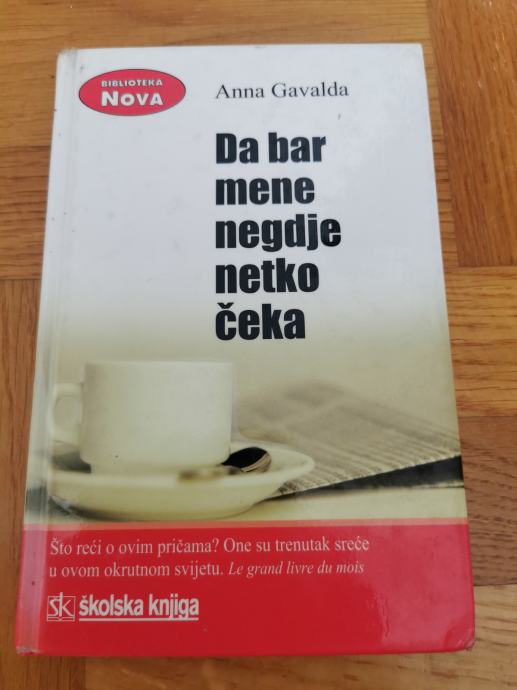 BIBLIOTEKA
NOVA
Anna Gavalda
Da bar
mene
negdje
netko
čeka
Što reći o ovim pričama? One su trenutak sreće
u ovom okrutnom svijetu. Le grand livre du mois
šk školska knjiga